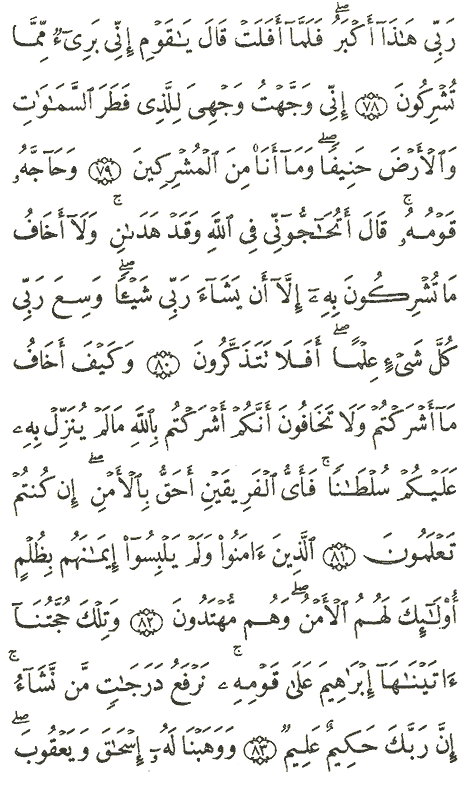 رَبِّي هَٰذَآ أَكۡبَرُۖ فَلَمَّآ أَفَلَتۡ قَالَ يَٰقَوۡمِ إِنِّي بَرِيٓءٞ مِّمَّا
تُشۡرِكُونَ ٧٨ إِنِّي وَجَّهۡتُ وَجۡهِيَ لِلَّذِي فَطَرَ ٱلسَّمَٰوَٰتِ
وَٱلۡأَرۡضَ حَنِيفٗاۖ وَمَآ أَنَا۠ مِنَ ٱلۡمُشۡرِكِينَ ٧٩ وَحَآجَّهُۥ
قَوۡمُهُۥۚ قَالَ أَتُحَٰٓجُّوٓنِّي فِي ٱللَّهِ وَقَدۡ هَدَىٰنِۚ وَلَآ أَخَافُ
مَا تُشۡرِكُونَ بِهِۦٓ إِلَّآ أَن يَشَآءَ رَبِّي شَيۡـٔٗاۖ وَسِعَ رَبِّي
كُلَّ شَيۡءٍ عِلۡمًاۖ أَفَلَا تَتَذَكَّرُونَ ٨٠ وَكَيۡفَ أَخَافُ
مَآ أَشۡرَكۡتُمۡ وَلَا تَخَافُونَ أَنَّكُمۡ أَشۡرَكۡتُم بِٱللَّهِ مَا لَمۡ يُنَزِّلۡ بِهِۦ
عَلَيۡكُمۡ سُلۡطَٰنٗاۚ فَأَيُّ ٱلۡفَرِيقَيۡنِ أَحَقُّ بِٱلۡأَمۡنِۖ إِن كُنتُمۡ
تَعۡلَمُونَ ٨١ ٱلَّذِينَ ءَامَنُواْ وَلَمۡ يَلۡبِسُوٓاْ إِيمَٰنَهُم بِظُلۡمٍ
أُوْلَٰٓئِكَ لَهُمُ ٱلۡأَمۡنُۖ وَهُم مُّهۡتَدُونَ ٨٢ وَتِلۡكَ حُجَّتُنَآ
ءَاتَيۡنَٰهَآ إِبۡرَٰهِيمَ عَلَىٰ قَوۡمِهِۦۚ نَرۡفَعُ دَرَجَٰتٖ مَّن نَّشَآءُۚ
إِنَّ رَبَّكَ حَكِيمٌ عَلِيمٞ ٨٣ وَوَهَبۡنَا لَهُۥٓ إِسۡحَٰقَ وَيَعۡقُوبَۖ